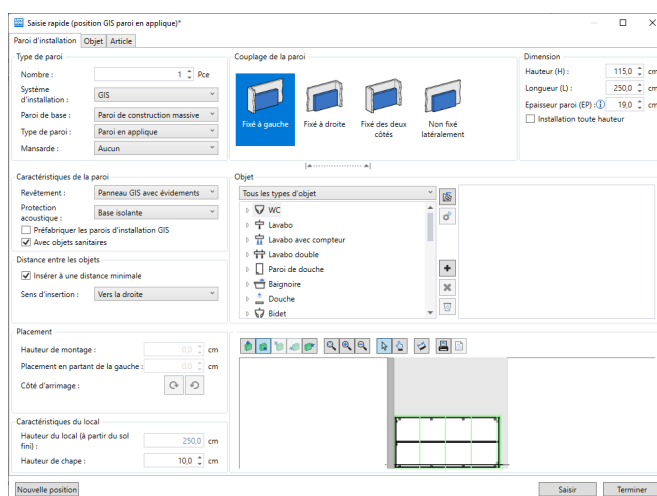 Saisie rapide (position GIS paroi en applique)*
Paroi d'installation Objet Article
Type de paroi
Nombre : 1 Pce
Système d'installation : GIS
Paroi de base : Paroi de construction massive
Type de paroi : Paroi en applique
Mansarde : Aucun
Couplage de la paroi
Fixé à gauche
Fixé à droite
Fixé des deux côtés
Non fixé latéralement
Dimension
Hauteur (H) : 115,0 cm
Longueur (L) : 250,0 cm
Epaisseur paroi (EP) : 19,0 cm
Installation toute hauteur
Caractéristiques de la paroi
Revêtement : Panneau GIS avec évidements
Protection acoustique : Base isolante
Préfabriquer les parois d'installation GIS
Avec objets sanitaires
Distance entre les objets
Insérer à une distance minimale
Sens d'insertion : Vers la droite
Objet
Tous les types d'objet
WC
Lavabo
Lavabo avec compteur
Lavabo double
Paroi de douche
Baignoire
Douche
Bidet
Placement
Hauteur de montage : 0,0 cm
Placement en partant de la gauche : 0,0 cm
Côté d'arrimage :
Caractéristiques du local
Hauteur du local (à partir du sol fini) : 250,0 cm
Hauteur de chape : 10,0 cm
Nouvelle position
Saisir
Terminer